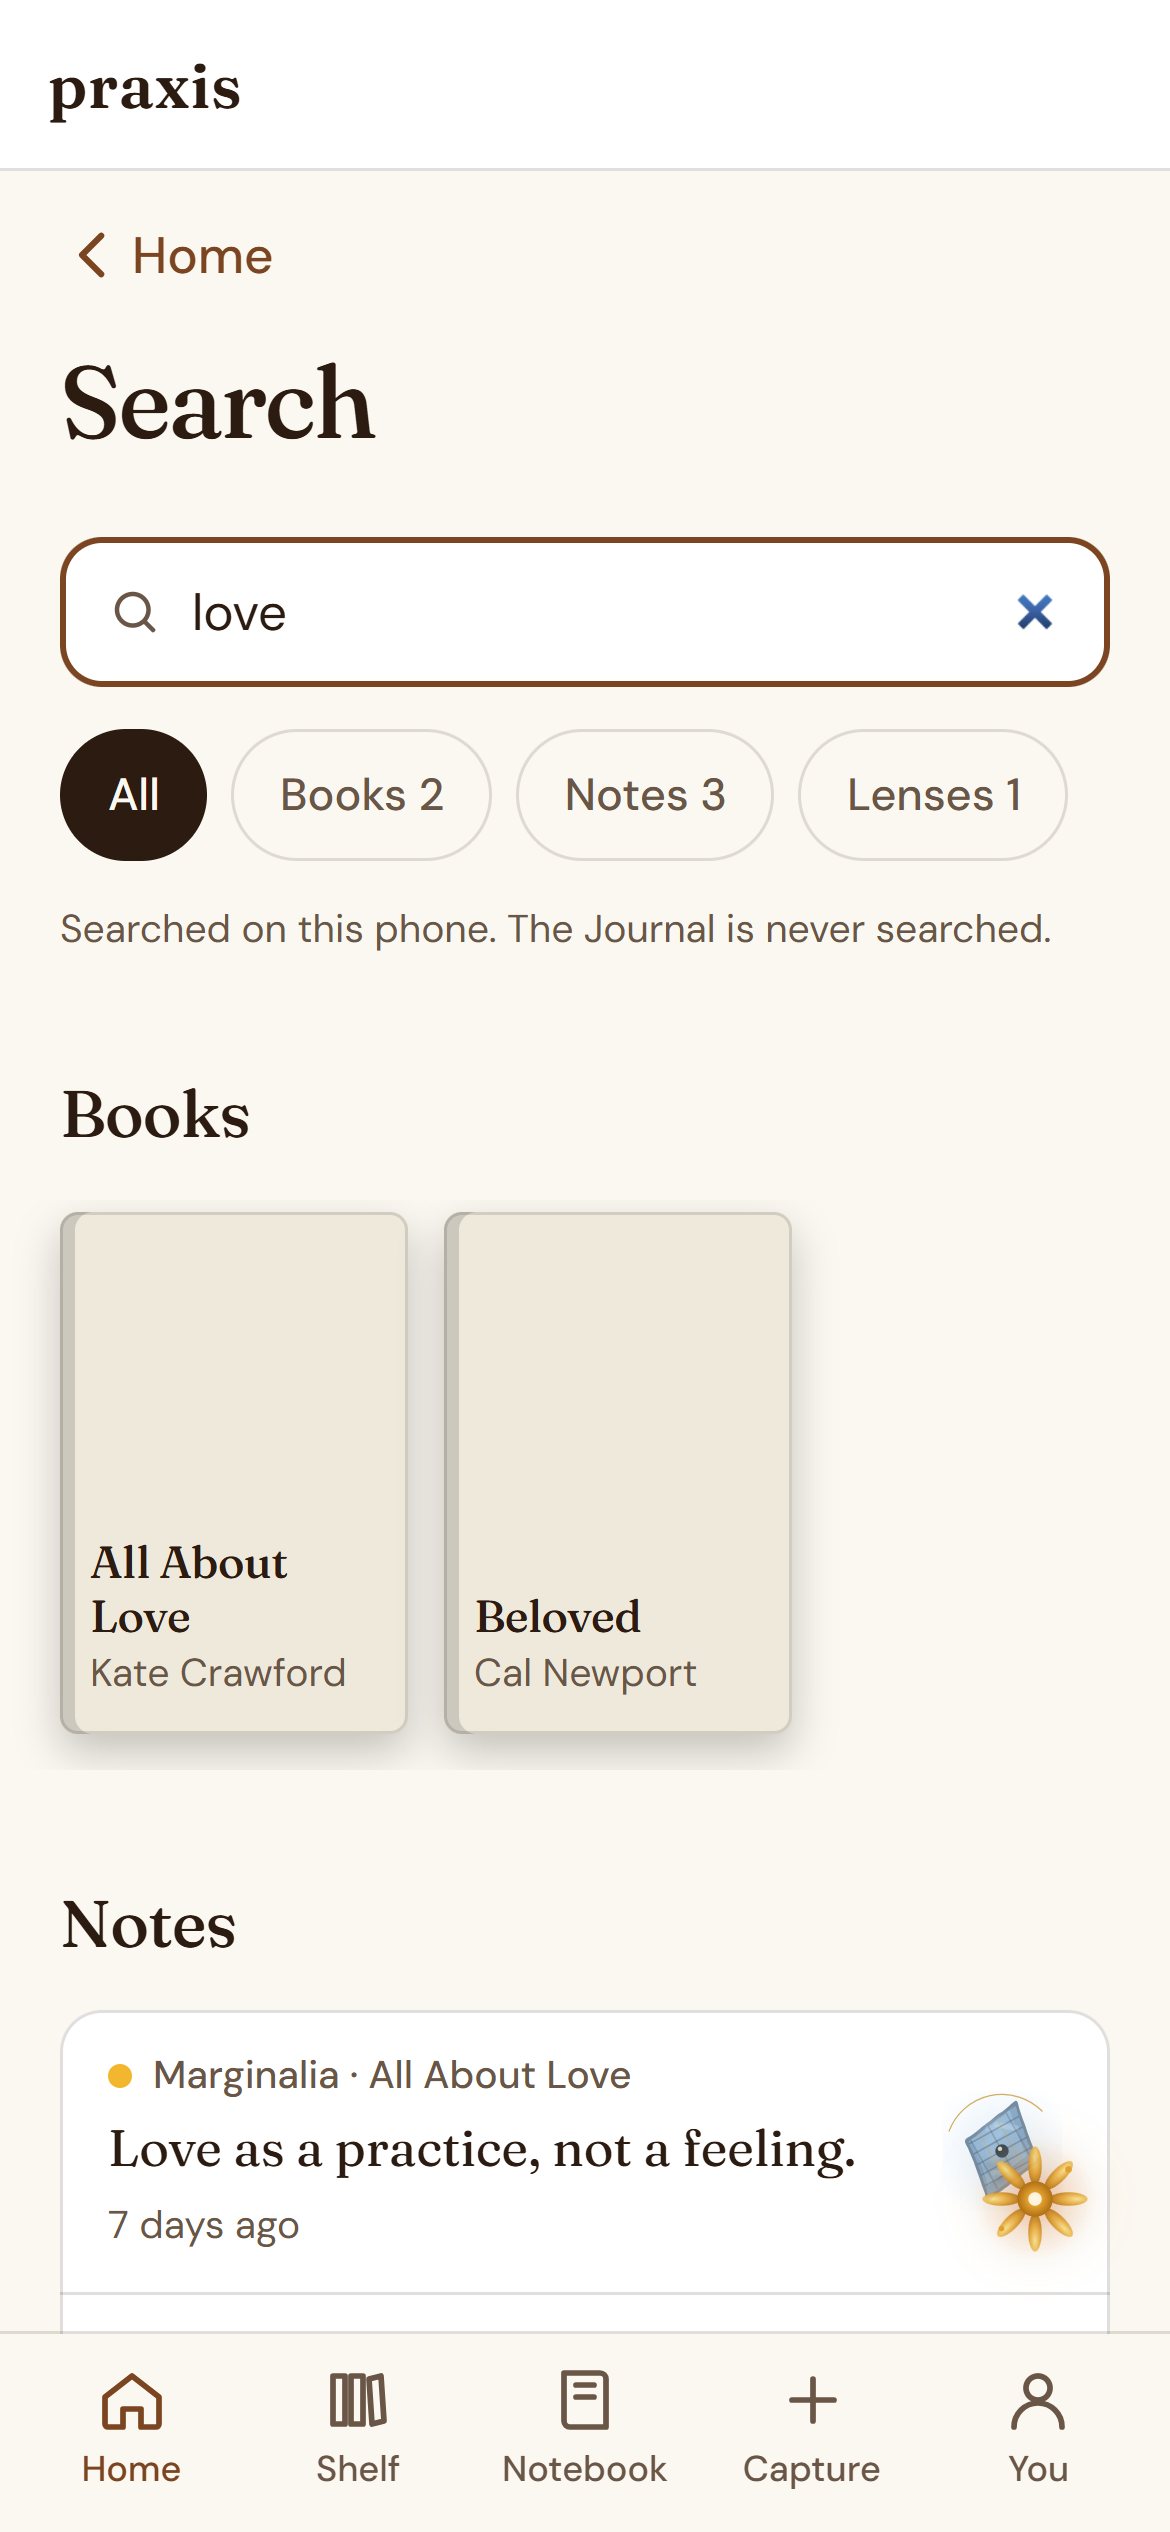 praxis
Home
Search
love
All
Books 2
Notes 3
Lenses 1
Searched on this phone. The Journal is never searched.
Books
All About
Love
Kate Crawford
Beloved
Cal Newport
Notes
Marginalia · All About Love
Love as a practice, not a feeling.
7 days ago
Home
Shelf
Notebook
Capture
You